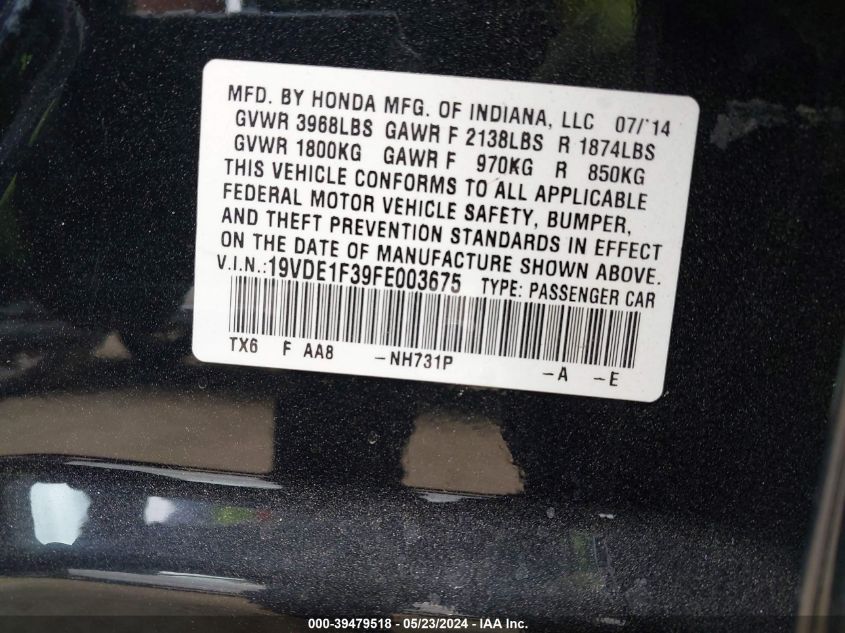 MFD. BY HONDA MFG. OF INDIANA, LLC 07/'14
GVWR 3968LBS GAWR F 2138LBS R 1874LBS
GVWR 1800KG GAWR F 970KG R 850KG
THIS VEHICLE CONFORMS TO ALL APPLICABLE
FEDERAL MOTOR VEHICLE SAFETY, BUMPER,
AND THEFT PREVENTION STANDARDS IN EFFECT
ON THE DATE OF MANUFACTURE SHOWN ABOVE.
V.I.N.:19VDE1F39FE003675 TYPE: PASSENGER CAR
TX6 F AA8 -NH731P -A -E
000-39479518 - 05/23/2024 - IAA Inc.